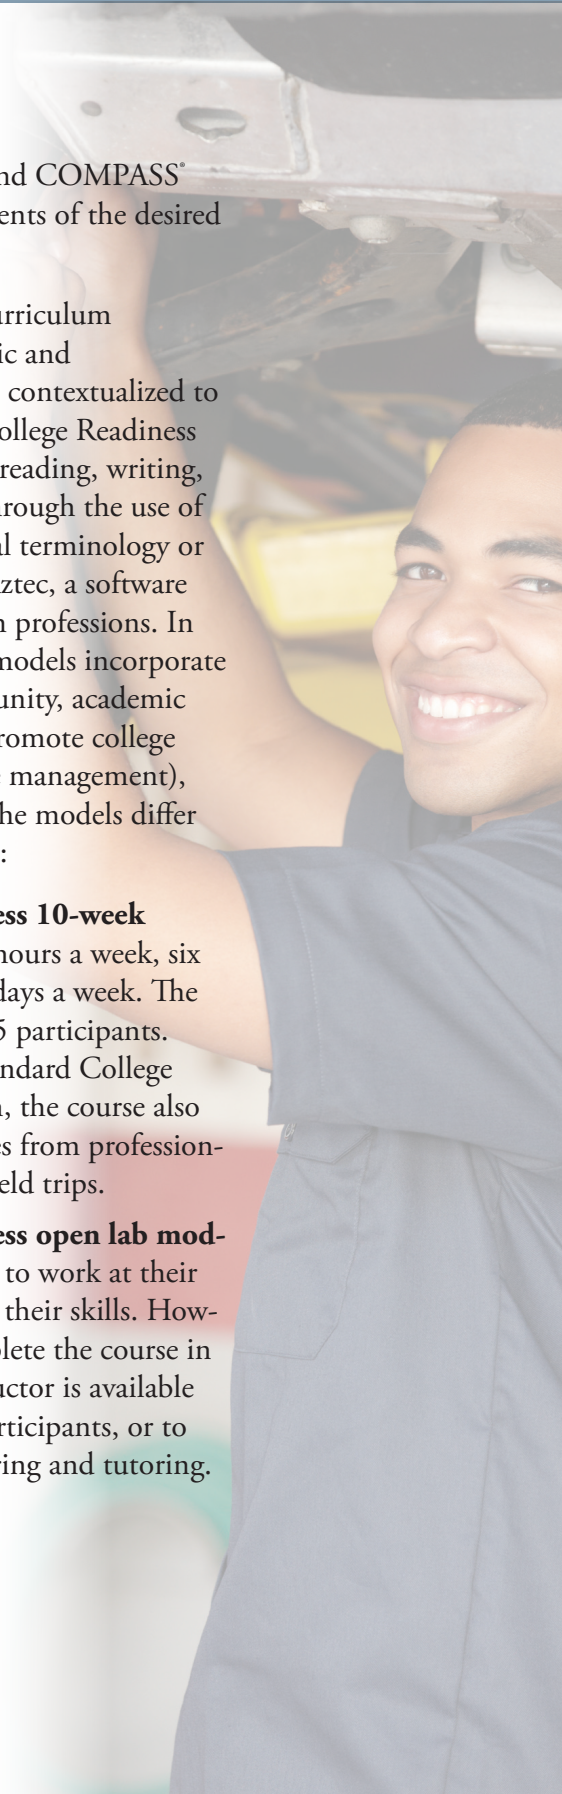 nd COMPASS®
ents of the desired
urriculum
ic and
contextualized to
ollege Readiness
reading, writing,
rough the use of
al terminology or
ztec, a software
n professions. In
models incorporate
unity, academic
romote college
management),
he models differ
:
ess 10-week
hours a week, six
days a week. The
5 participants.
ndard College
, the course also
es from profession-
eld trips.
ess open lab mod-
to work at their
their skills. How-
lete the course in
uctor is available
rticipants, or to
ring and tutoring.